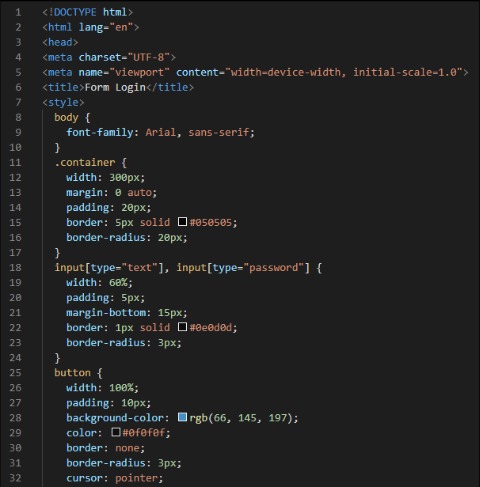 1 <!DOCTYPE html>
2 <html lang="en">
3 <head>
4 <meta charset="UTF-8">
5 <meta name="viewport" content="width=device-width, initial-scale=1.0">
6 <title>Form Login</title>
7 <style>
8   body {
9     font-family: Arial, sans-serif;
10   }
11   .container {
12     width: 300px;
13     margin: 0 auto;
14     padding: 20px;
15     border: 5px solid #050505;
16     border-radius: 20px;
17   }
18   input[type="text"], input[type="password"] {
19     width: 60%;
20     padding: 5px;
21     margin-bottom: 15px;
22     border: 1px solid #0e0d0d;
23     border-radius: 3px;
24   }
25   button {
26     width: 100%;
27     padding: 10px;
28     background-color: rgb(66, 145, 197);
29     color: #0f0f0f;
30     border: none;
31     border-radius: 3px;
32     cursor: pointer;